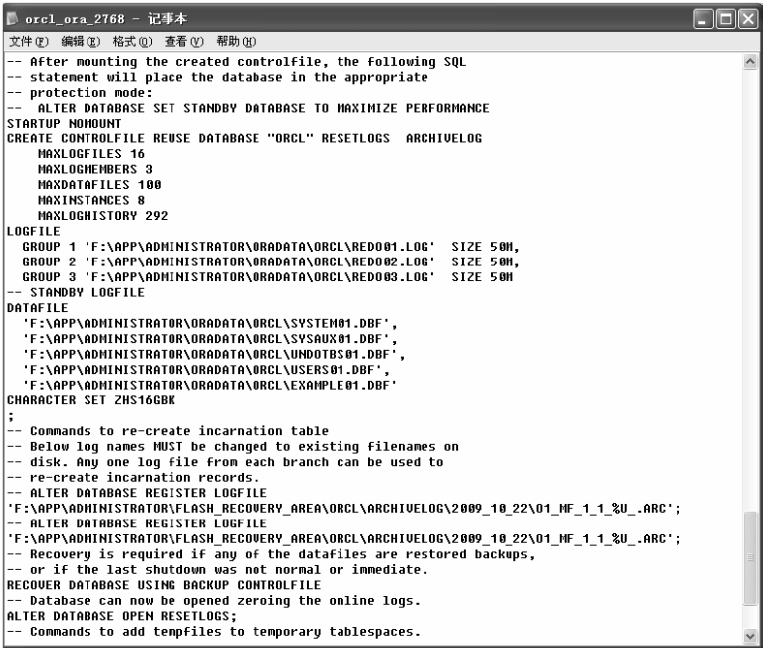 orcl_ora_2768 - 记事本
文件(F) 编辑(E) 格式(O) 查看(V) 帮助(H)
-- After mounting the created controlfile, the following SQL
-- statement will place the database in the appropriate
-- protection mode:
--  ALTER DATABASE SET STANDBY DATABASE TO MAXIMIZE PERFORMANCE
STARTUP NOMOUNT
CREATE CONTROLFILE REUSE DATABASE "ORCL" RESETLOGS  ARCHIVELOG
    MAXLOGFILES 16
    MAXLOGMEMBERS 3
    MAXDATAFILES 100
    MAXINSTANCES 8
    MAXLOGHISTORY 292
LOGFILE
  GROUP 1 'F:\APP\ADMINISTRATOR\ORADATA\ORCL\REDO01.LOG'  SIZE 50M,
  GROUP 2 'F:\APP\ADMINISTRATOR\ORADATA\ORCL\REDO02.LOG'  SIZE 50M,
  GROUP 3 'F:\APP\ADMINISTRATOR\ORADATA\ORCL\REDO03.LOG'  SIZE 50M
-- STANDBY LOGFILE
DATAFILE
  'F:\APP\ADMINISTRATOR\ORADATA\ORCL\SYSTEM01.DBF',
  'F:\APP\ADMINISTRATOR\ORADATA\ORCL\SYSAUX01.DBF',
  'F:\APP\ADMINISTRATOR\ORADATA\ORCL\UNDOTBS01.DBF',
  'F:\APP\ADMINISTRATOR\ORADATA\ORCL\USERS01.DBF',
  'F:\APP\ADMINISTRATOR\ORADATA\ORCL\EXAMPLE01.DBF'
CHARACTER SET ZHS16GBK
;
-- Commands to re-create incarnation table
-- Below log names MUST be changed to existing filenames on
-- disk. Any one log file from each branch can be used to
-- re-create incarnation records.
-- ALTER DATABASE REGISTER LOGFILE
'F:\APP\ADMINISTRATOR\FLASH_RECOVERY_AREA\ORCL\ARCHIVELOG\2009_10_22\O1_MF_1_1_%U_.ARC';
-- ALTER DATABASE REGISTER LOGFILE
'F:\APP\ADMINISTRATOR\FLASH_RECOVERY_AREA\ORCL\ARCHIVELOG\2009_10_22\O1_MF_1_1_%U_.ARC';
-- Recovery is required if any of the datafiles are restored backups,
-- or if the last shutdown was not normal or immediate.
RECOVER DATABASE USING BACKUP CONTROLFILE
-- Database can now be opened zeroing the online logs.
ALTER DATABASE OPEN RESETLOGS;
-- Commands to add tempfiles to temporary tablespaces.